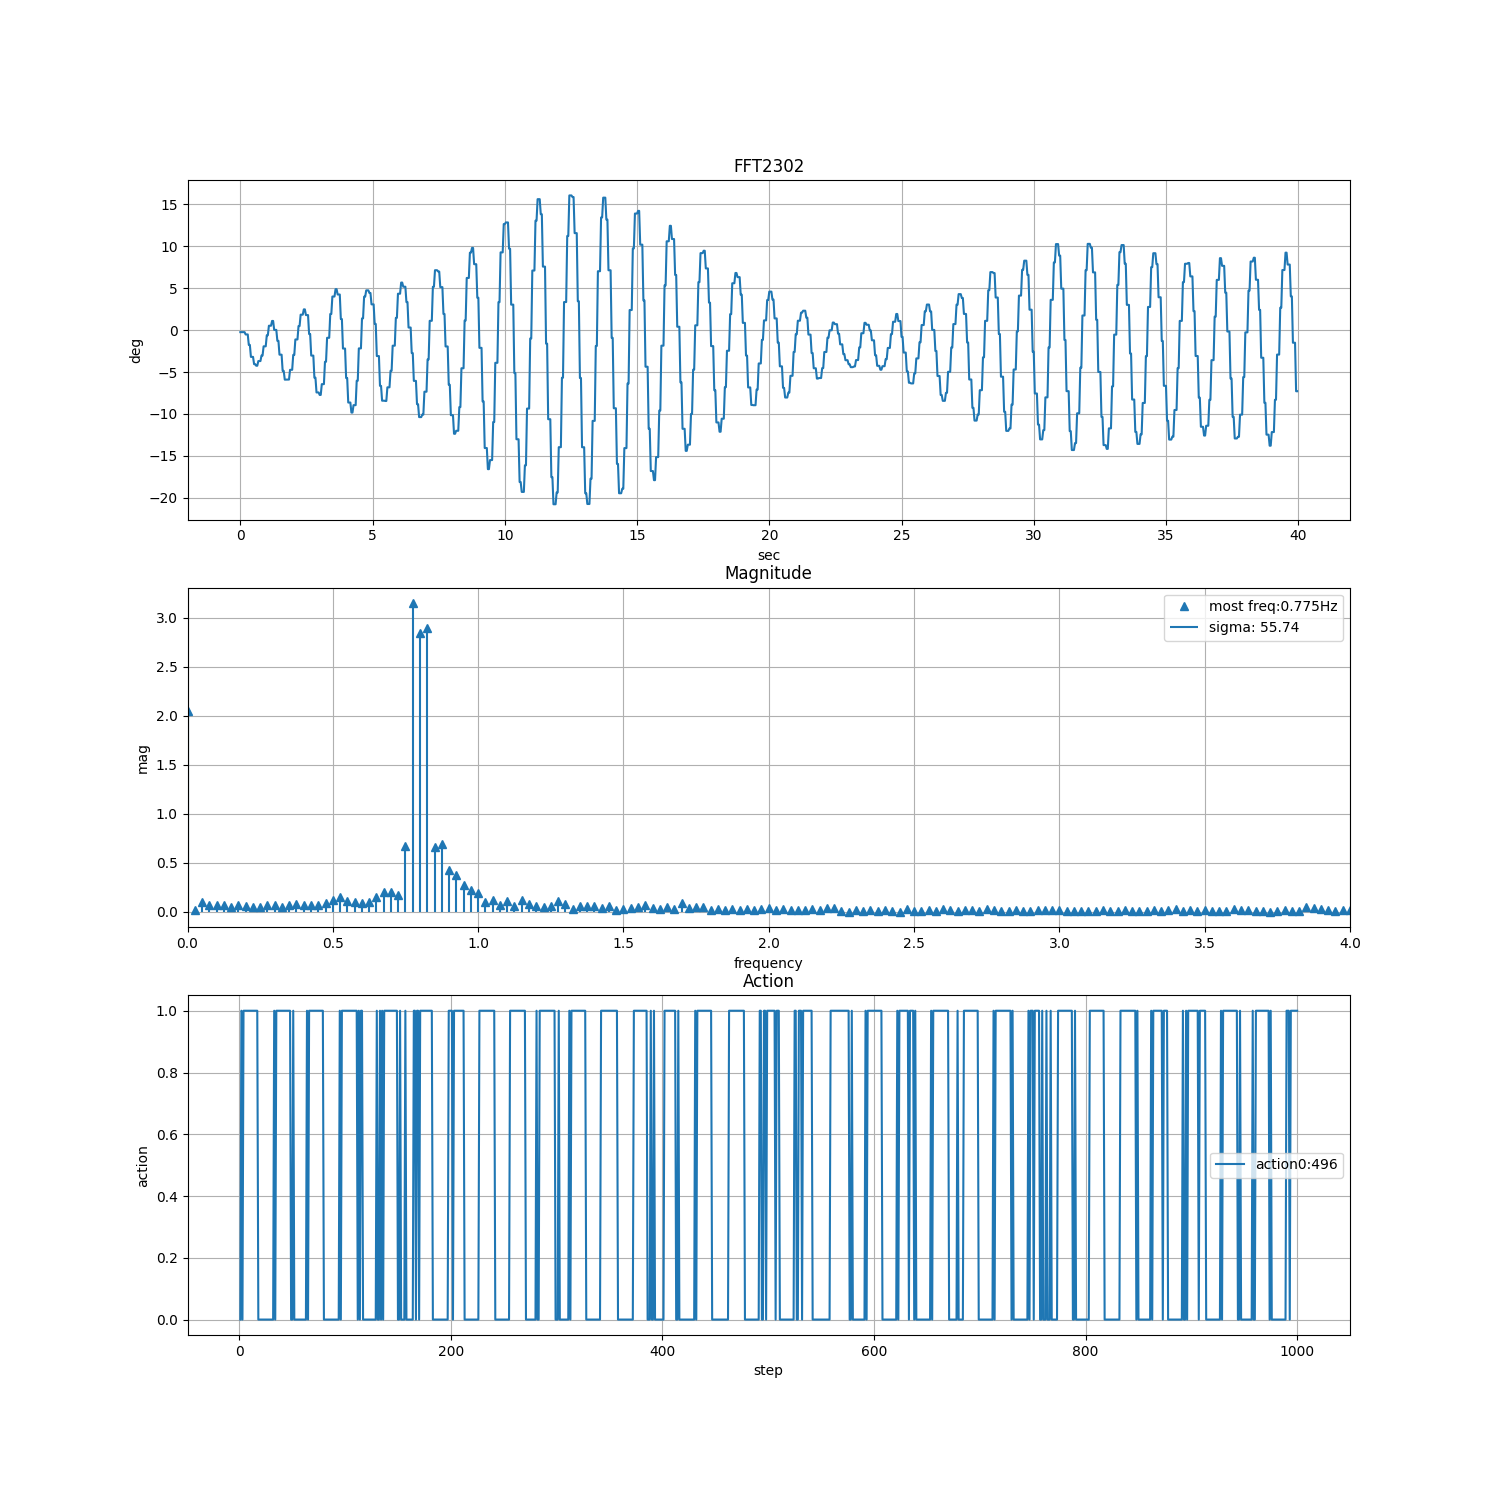 FFT2302
15
10
5
0
−5
−10
−15
−20
deg
0 5 10 15 20 25 30 35 40
sec
Magnitude
most freq:0.775Hz
sigma: 55.74
3.0
2.5
2.0
1.5
1.0
0.5
0.0
mag
0.0 0.5 1.0 1.5 2.0 2.5 3.0 3.5 4.0
frequency
Action
1.0
0.8
0.6
0.4
0.2
0.0
action
action0:496
0 200 400 600 800 1000
step